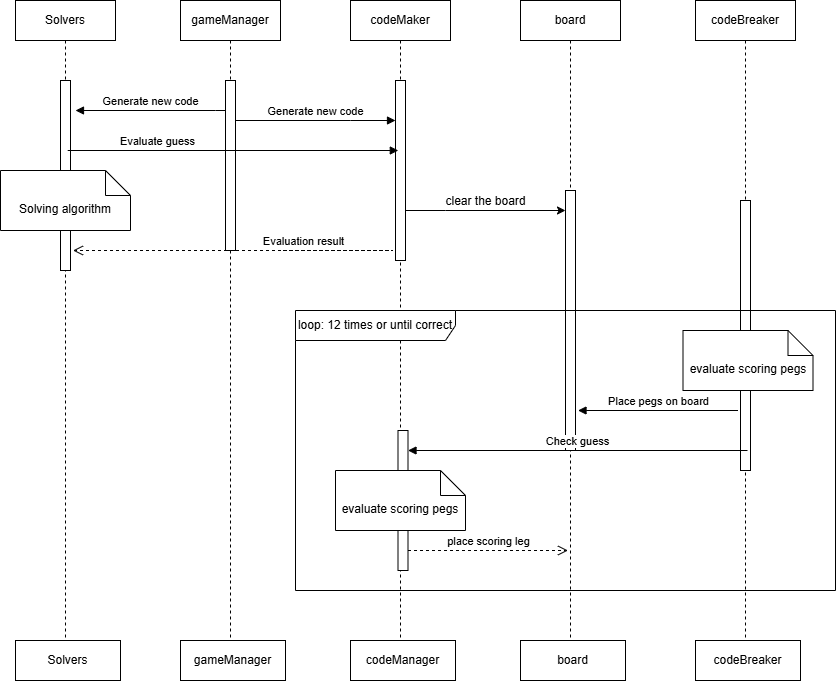 Solvers
gameManager
codeMaker
board
codeBreaker
Generate new code
Generate new code
Evaluate guess
Solving algorithm
clear the board
Evaluation result
loop: 12 times or until correct
evaluate scoring pegs
Place pegs on board
Check guess
evaluate scoring pegs
place scoring leg
Solvers
gameManager
codeManager
board
codeBreaker